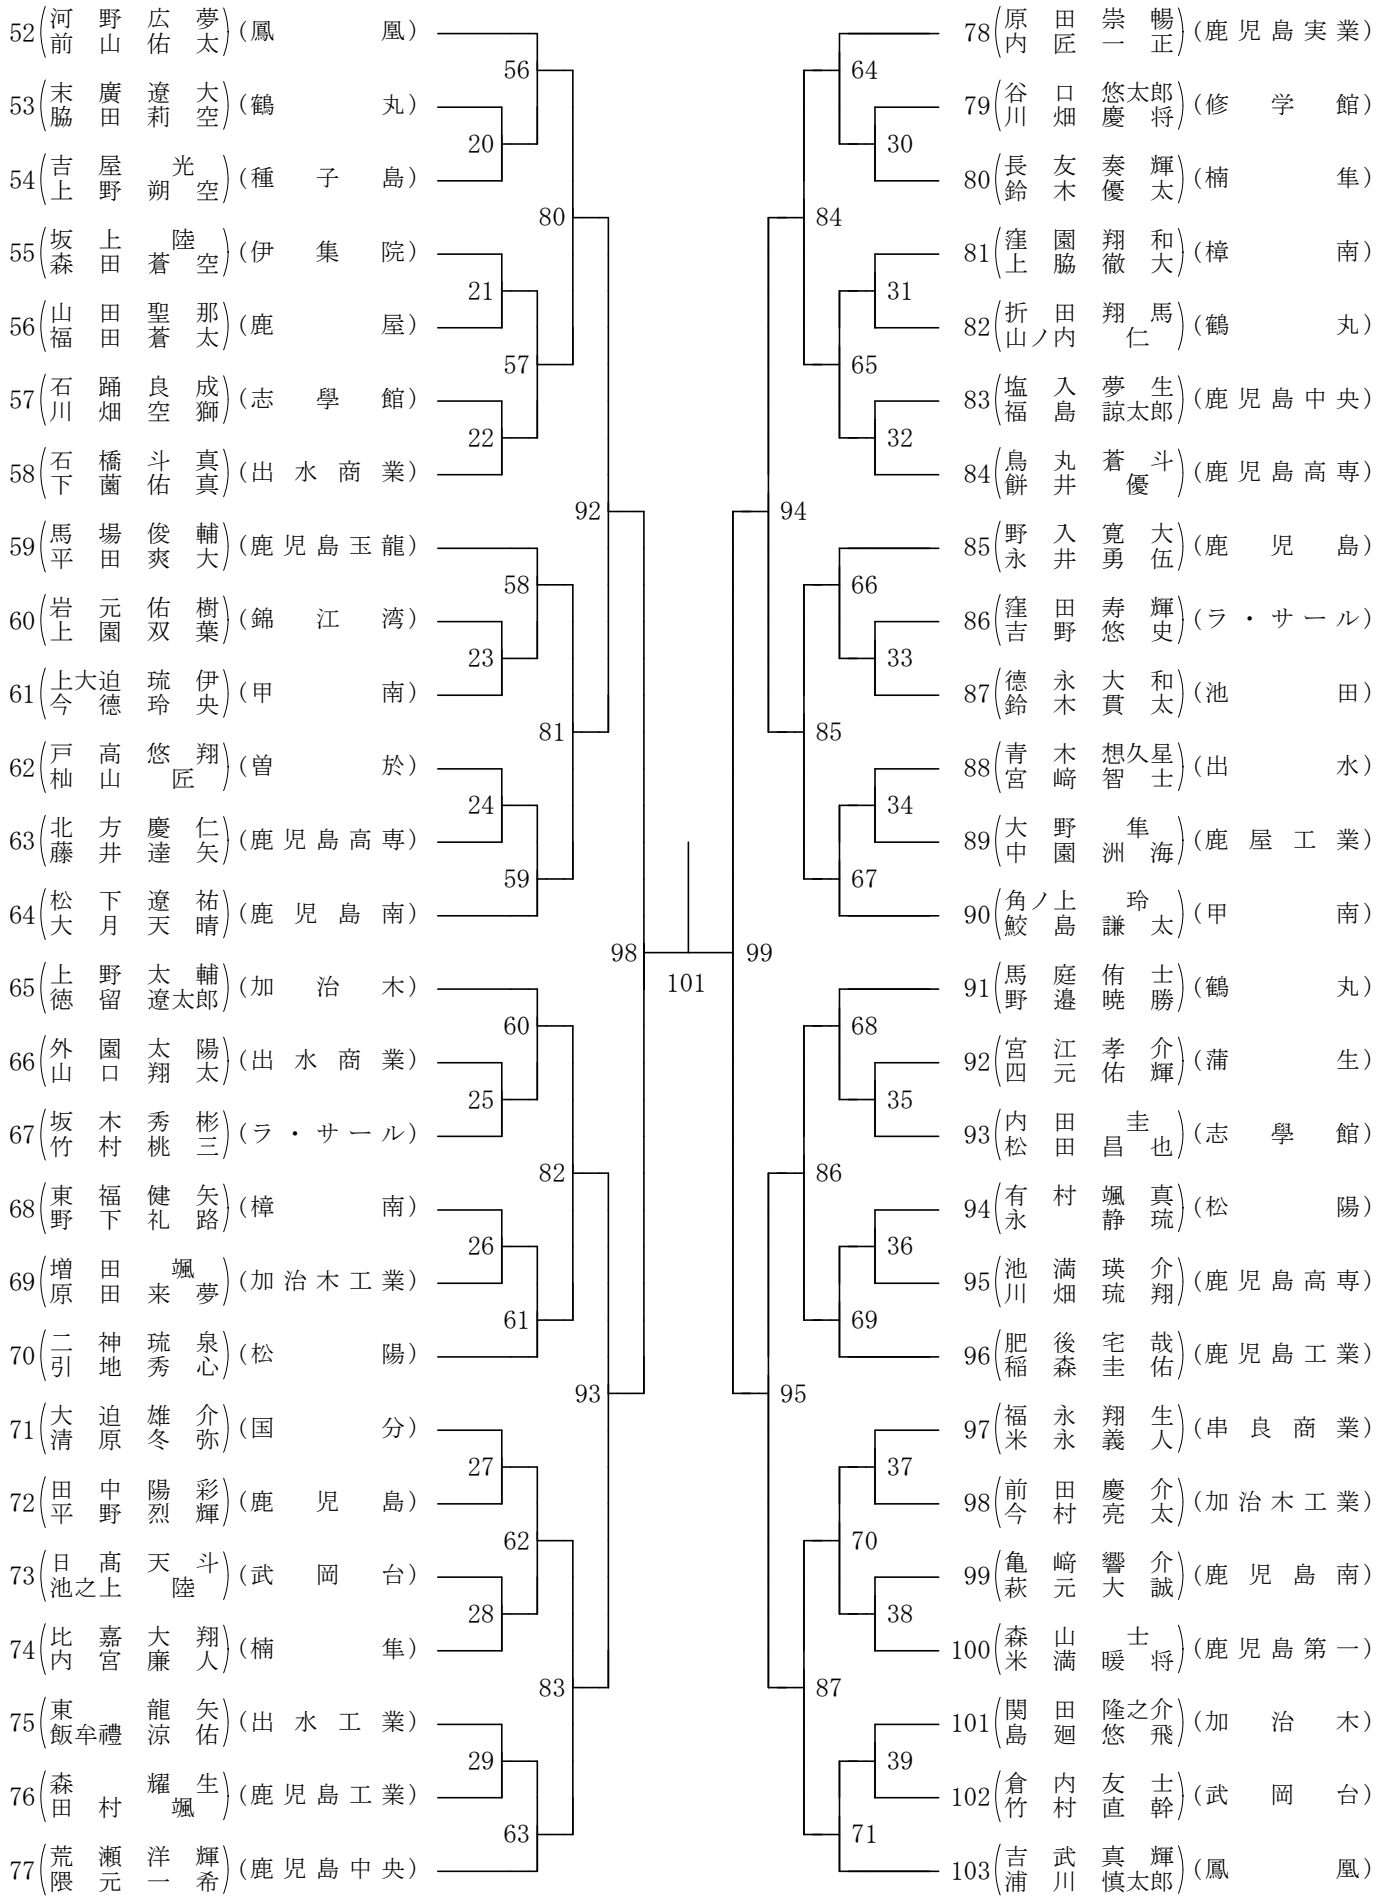 52 河野広夢 (鳳凰)
前山佑太
56
53 末廣遼大 (鶴丸)
脇田莉空
20
54 吉屋光 (種子島)
上野朔空
80
55 坂上陸 (伊集院)
森田蒼空
21
56 山田聖那 (鹿屋)
福田蒼太
57
57 石踊良成 (志學館)
川畑空獅
22
58 石橋斗真 (出水商業)
下薗佑真
92
59 馬場俊輔 (鹿児島玉龍)
平田爽大
58
60 岩元佑樹 (錦江湾)
上園双葉
23
61 上大迫琉伊 (甲南)
今德玲央
81
62 戸高悠翔 (曽於)
杣山匠
24
63 北方慶仁 (鹿児島高専)
藤井達矢
59
64 松下遼祐 (鹿児島南)
大月天晴
98
65 上野太輔 (加治木)
徳留遼太郎
60
66 外園太陽 (出水商業)
山口翔太
25
67 坂木秀彬 (ラ・サール)
竹村桃三
82
68 東福健矢 (樟南)
野下礼路
26
69 増田颯 (加治木工業)
原田来夢
61
70 二神琉泉 (松陽)
引地秀心
93
71 大迫雄介 (国分)
清原冬弥
27
72 田中陽彩 (鹿児島)
平野烈輝
62
73 日髙天斗 (武岡台)
池之上陸
28
74 比嘉大翔 (楠隼)
内宮廉人
83
75 東龍矢 (出水工業)
飯牟禮涼佑
29
76 森耀生 (鹿児島工業)
田村颯
63
77 荒瀬洋輝 (鹿児島中央)
隈元一希
101
78 原田崇暢 (鹿児島実業)
内匠一正
64
79 谷口悠太郎 (修学館)
川畑慶将
30
80 長友奏輝 (楠隼)
鈴木優太
84
81 窪園翔和 (樟南)
上脇徹大
31
82 折田翔馬 (鶴丸)
山ノ内仁
65
83 塩入夢生 (鹿児島中央)
福島諒太郎
32
84 鳥丸蒼斗 (鹿児島高専)
餅井優
94
85 野入寛大 (鹿児島)
永井勇伍
66
86 窪田寿輝 (ラ・サール)
吉野悠史
33
87 德永大和 (池田)
鈴木貫太
85
88 青木想久星 (出水)
宮﨑智士
34
89 大野隼 (鹿屋工業)
中園洲海
67
90 角ノ上玲 (甲南)
鮫島謙太
99
91 馬庭侑士 (鶴丸)
野邉暁勝
68
92 宮江孝介 (蒲生)
四元佑輝
35
93 内田圭 (志學館)
松田昌也
86
94 有村颯真 (松陽)
永静琉
36
95 池満瑛介 (鹿児島高専)
川畑琉翔
69
96 肥後宅哉 (鹿児島工業)
稲森圭佑
95
97 福永翔生 (串良商業)
米永義人
37
98 前田慶介 (加治木工業)
今村亮太
70
99 亀﨑響介 (鹿児島南)
萩元大誠
38
100 森山士 (鹿児島第一)
米満暖将
87
101 関田隆之介 (加治木)
島廻悠飛
39
102 倉内友士 (武岡台)
竹村直幹
71
103 吉武真輝 (鳳凰)
浦川慎太郎